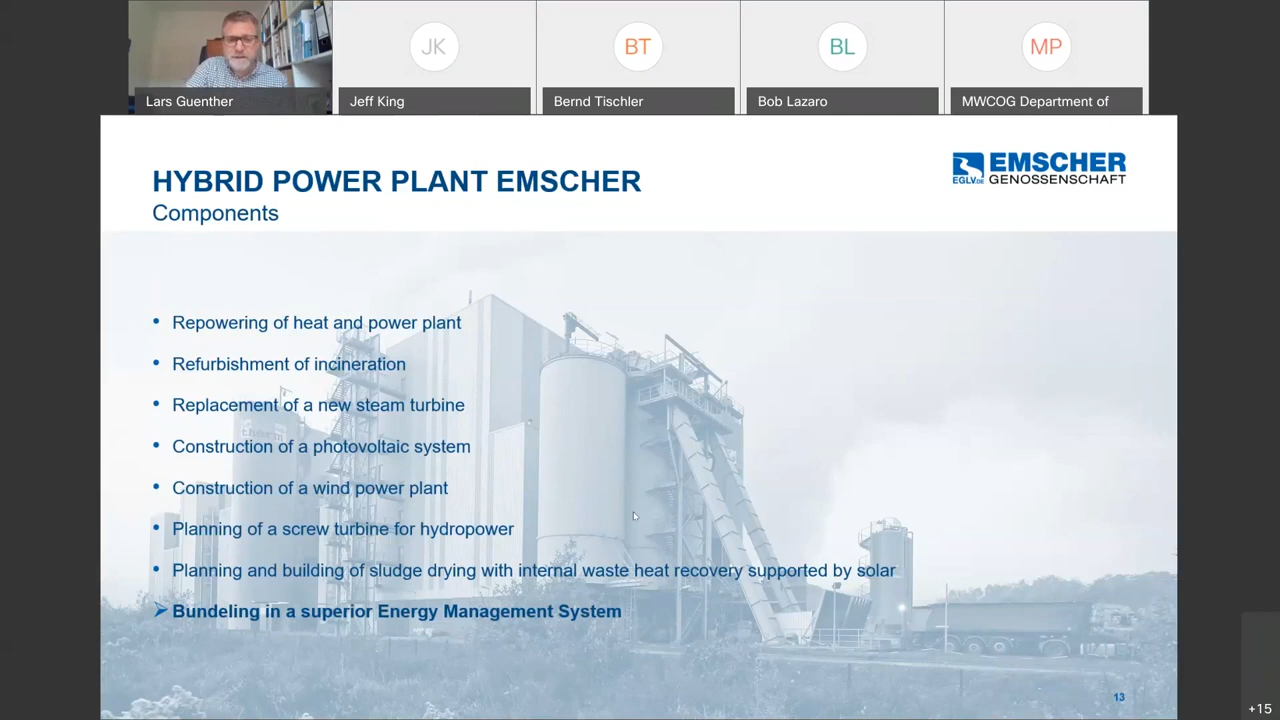 JK
BT
BL
MP
Lars Guenther
Jeff King
Bernd Tischler
Bob Lazaro
MWCOG Department of
HYBRID POWER PLANT EMSCHER
Components
EMSCHER
EGLV.DE GENOSSENSCHAFT
• Repowering of heat and power plant
• Refurbishment of incineration
• Replacement of a new steam turbine
• Construction of a photovoltaic system
• Construction of a wind power plant
• Planning of a screw turbine for hydropower
• Planning and building of sludge drying with internal waste heat recovery supported by solar
➢ Bundeling in a superior Energy Management System
13
+15